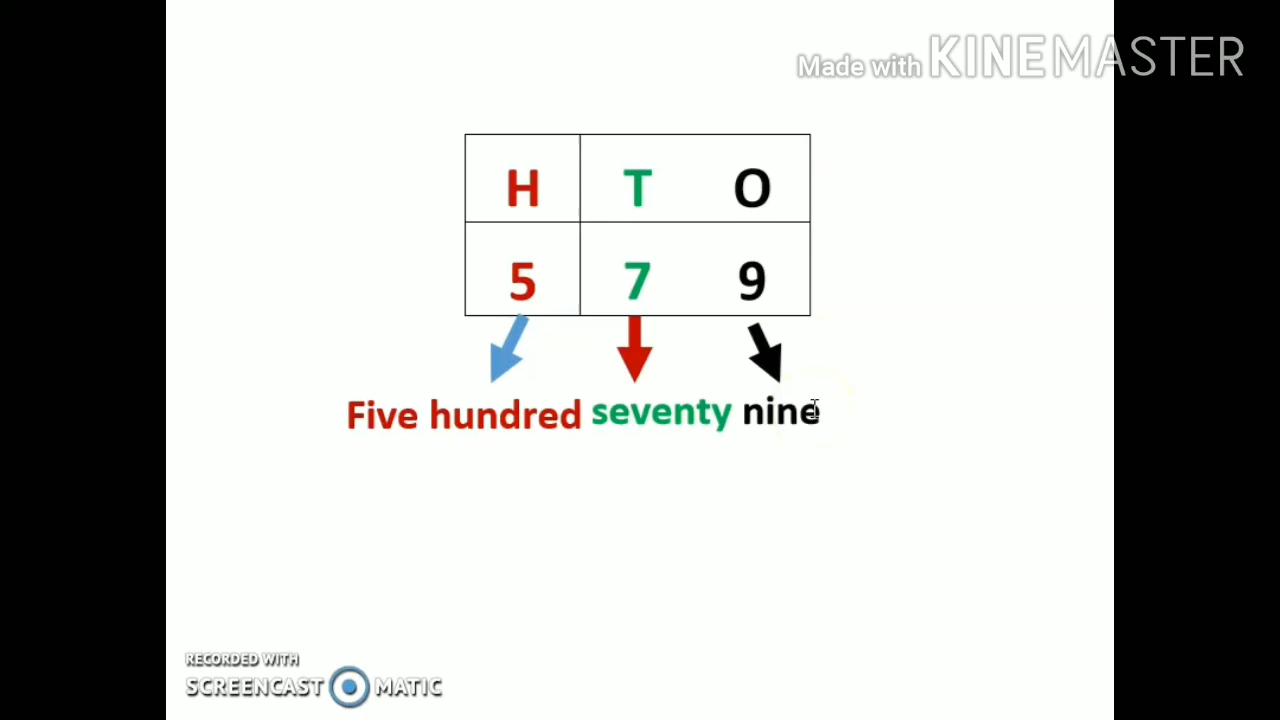 Made with KINEMASTER
H T O
5 7 9
Five hundred seventy nine
RECORDED WITH
SCREENCAST MATIC